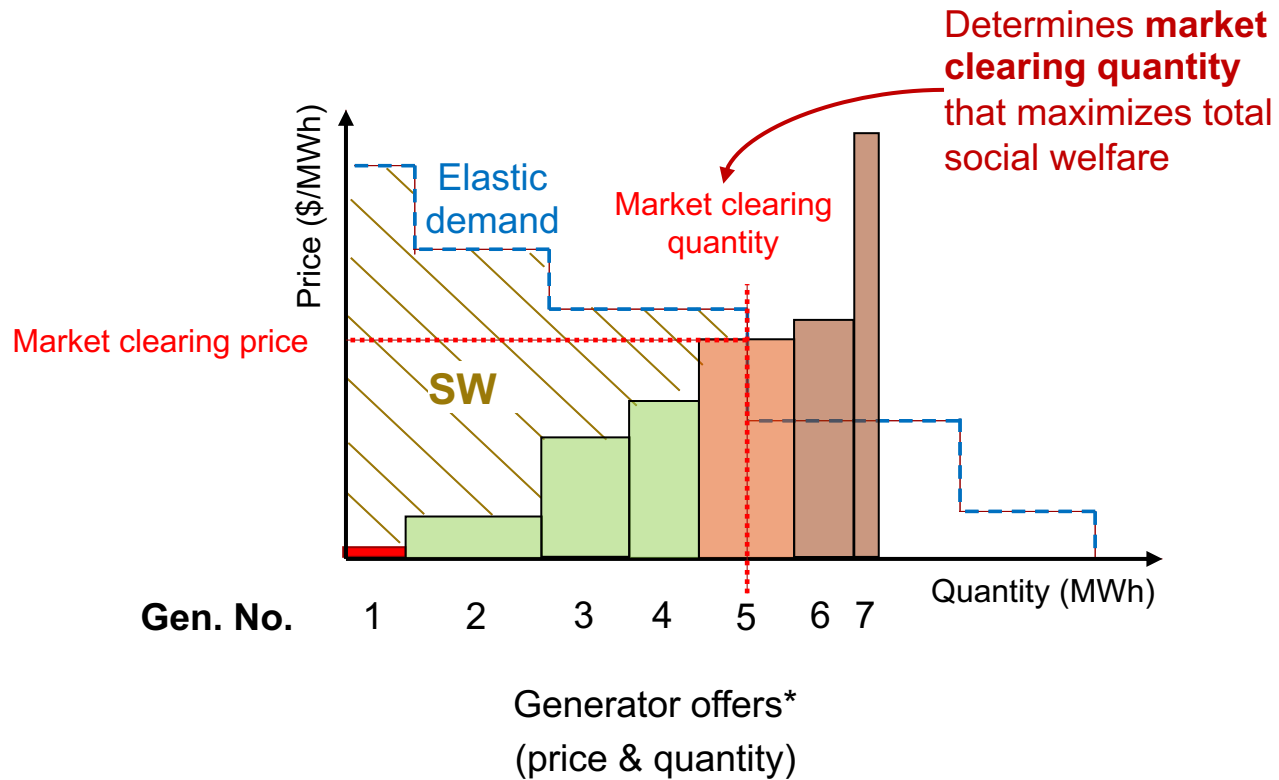 Determines market
clearing quantity
that maximizes total
social welfare
Price ($/MWh)
Elastic
demand
Market clearing
quantity
Market clearing price
SW
Quantity (MWh)
Gen. No. 1 2 3 4 5 6 7
Generator offers*
(price & quantity)